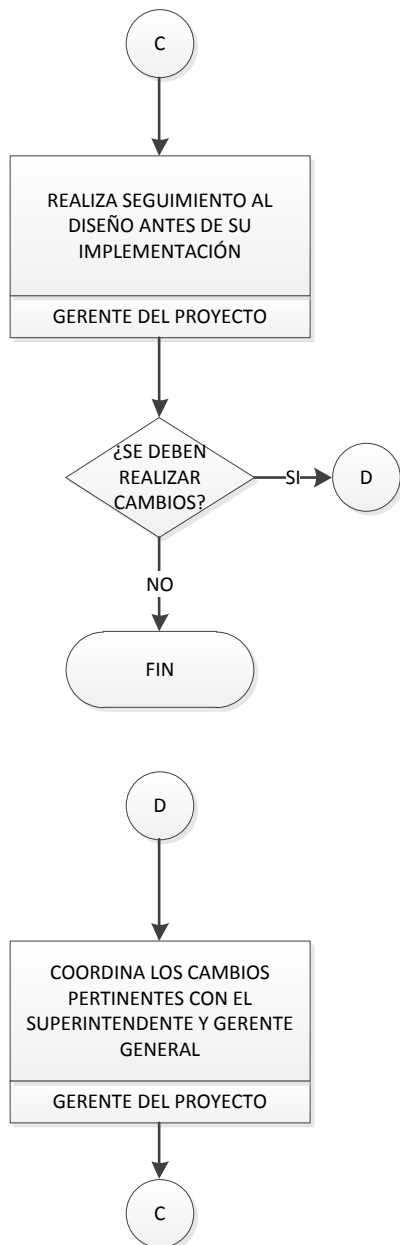 C
REALIZA SEGUIMIENTO AL
DISEÑO ANTES DE SU
IMPLEMENTACIÓN
GERENTE DEL PROYECTO
¿SE DEBEN
REALIZAR
CAMBIOS?
SI
D
NO
FIN
D
COORDINA LOS CAMBIOS
PERTINENTES CON EL
SUPERINTENDENTE Y GERENTE
GENERAL
GERENTE DEL PROYECTO
C